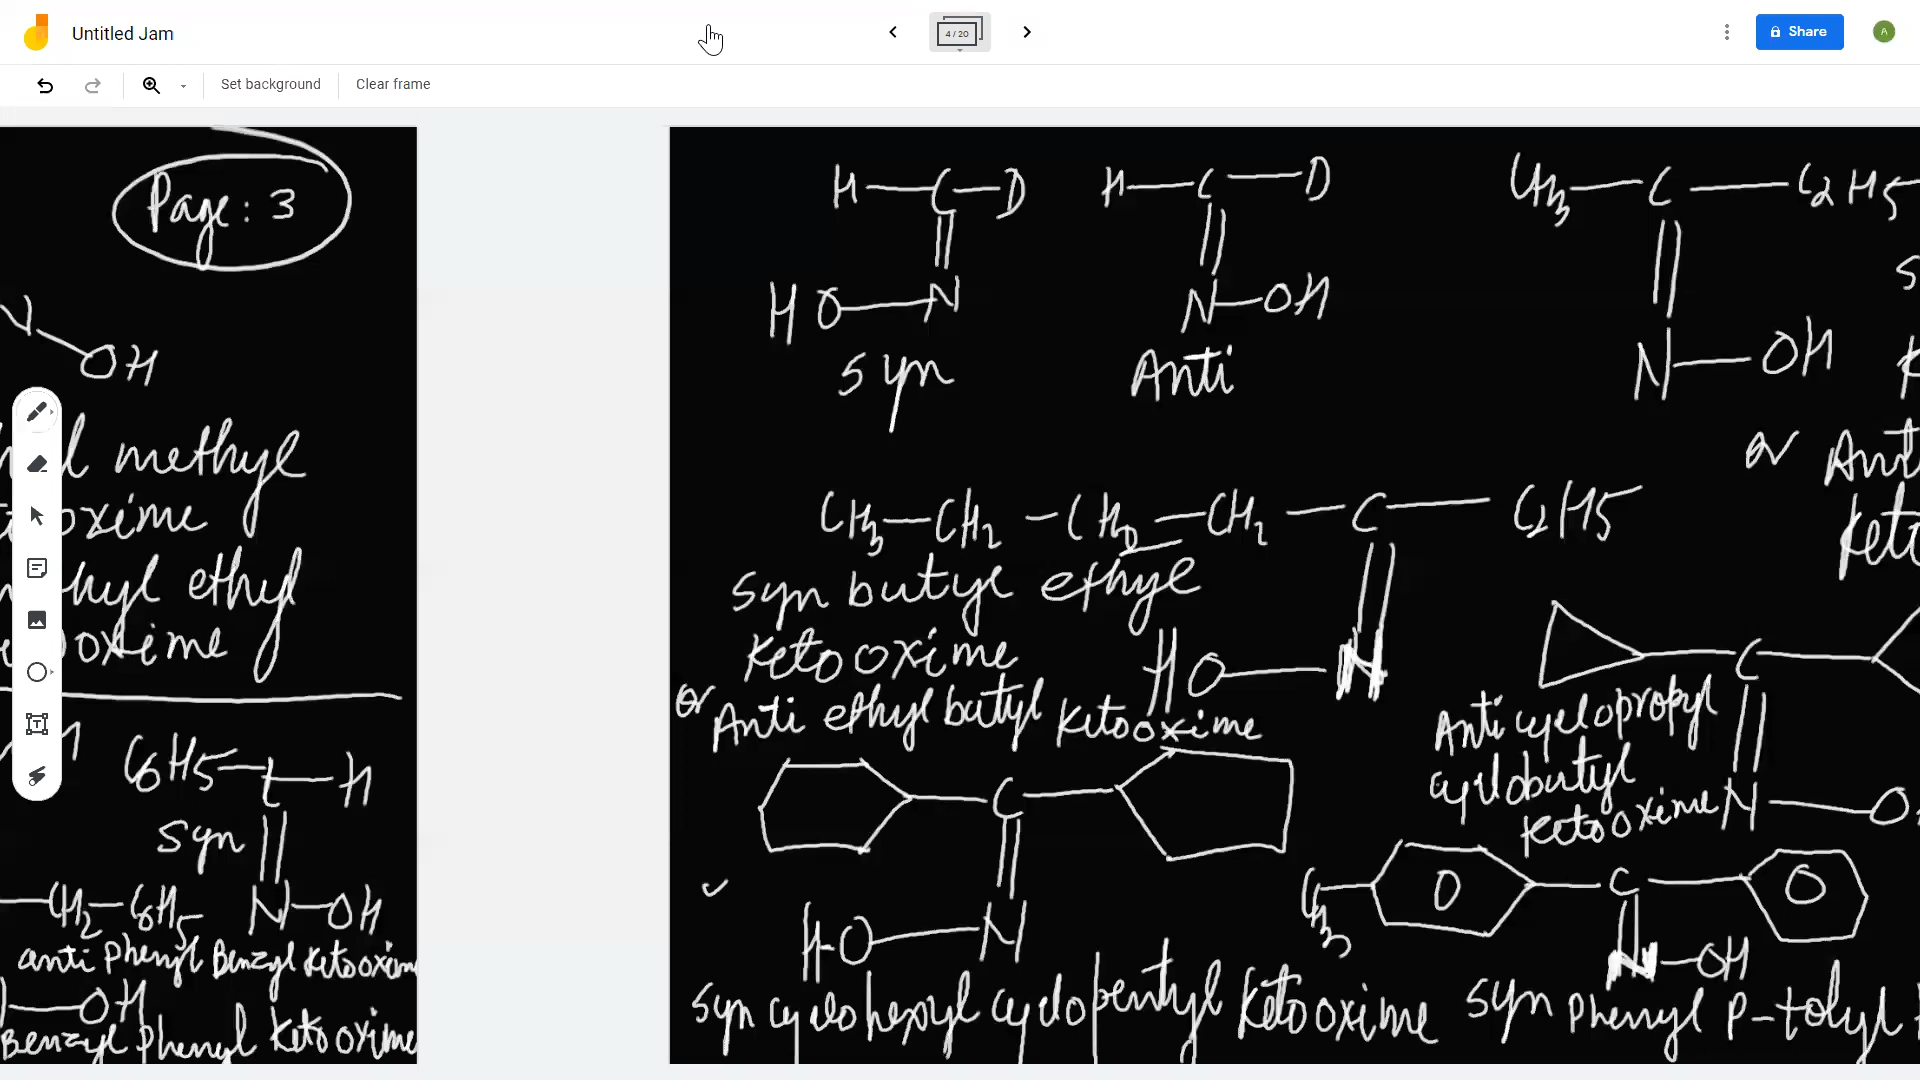 Untitled Jam
4 / 20
Share
A
Set background
Clear frame
Page: 3
OH
methyl
oxime
hyl ethyl
oxime
C6H5—C—H
syn
CH2—C6H5
N—OH
anti Phenyl Benzyl Ketooxime
—OH
Benzyl phenyl Ketooxime
H—C—D
H—C—D
HO—N
N—OH
Syn
Anti
CH3—C—C2H5
N—OH
or Anti
Keto
CH3—CH2—CH2—CH2—C—C2H5
syn butyl ethyl
Ketooxime
HO—N
or Anti ethyl butyl Ketooxime
C
Anti cyclopropyl
cyclobutyl
Ketooxime
N—O
C
HO—N
syn cyclohexyl cyclopentyl Ketooxime
CH3
C
N—OH
syn Phenyl P-tolyl